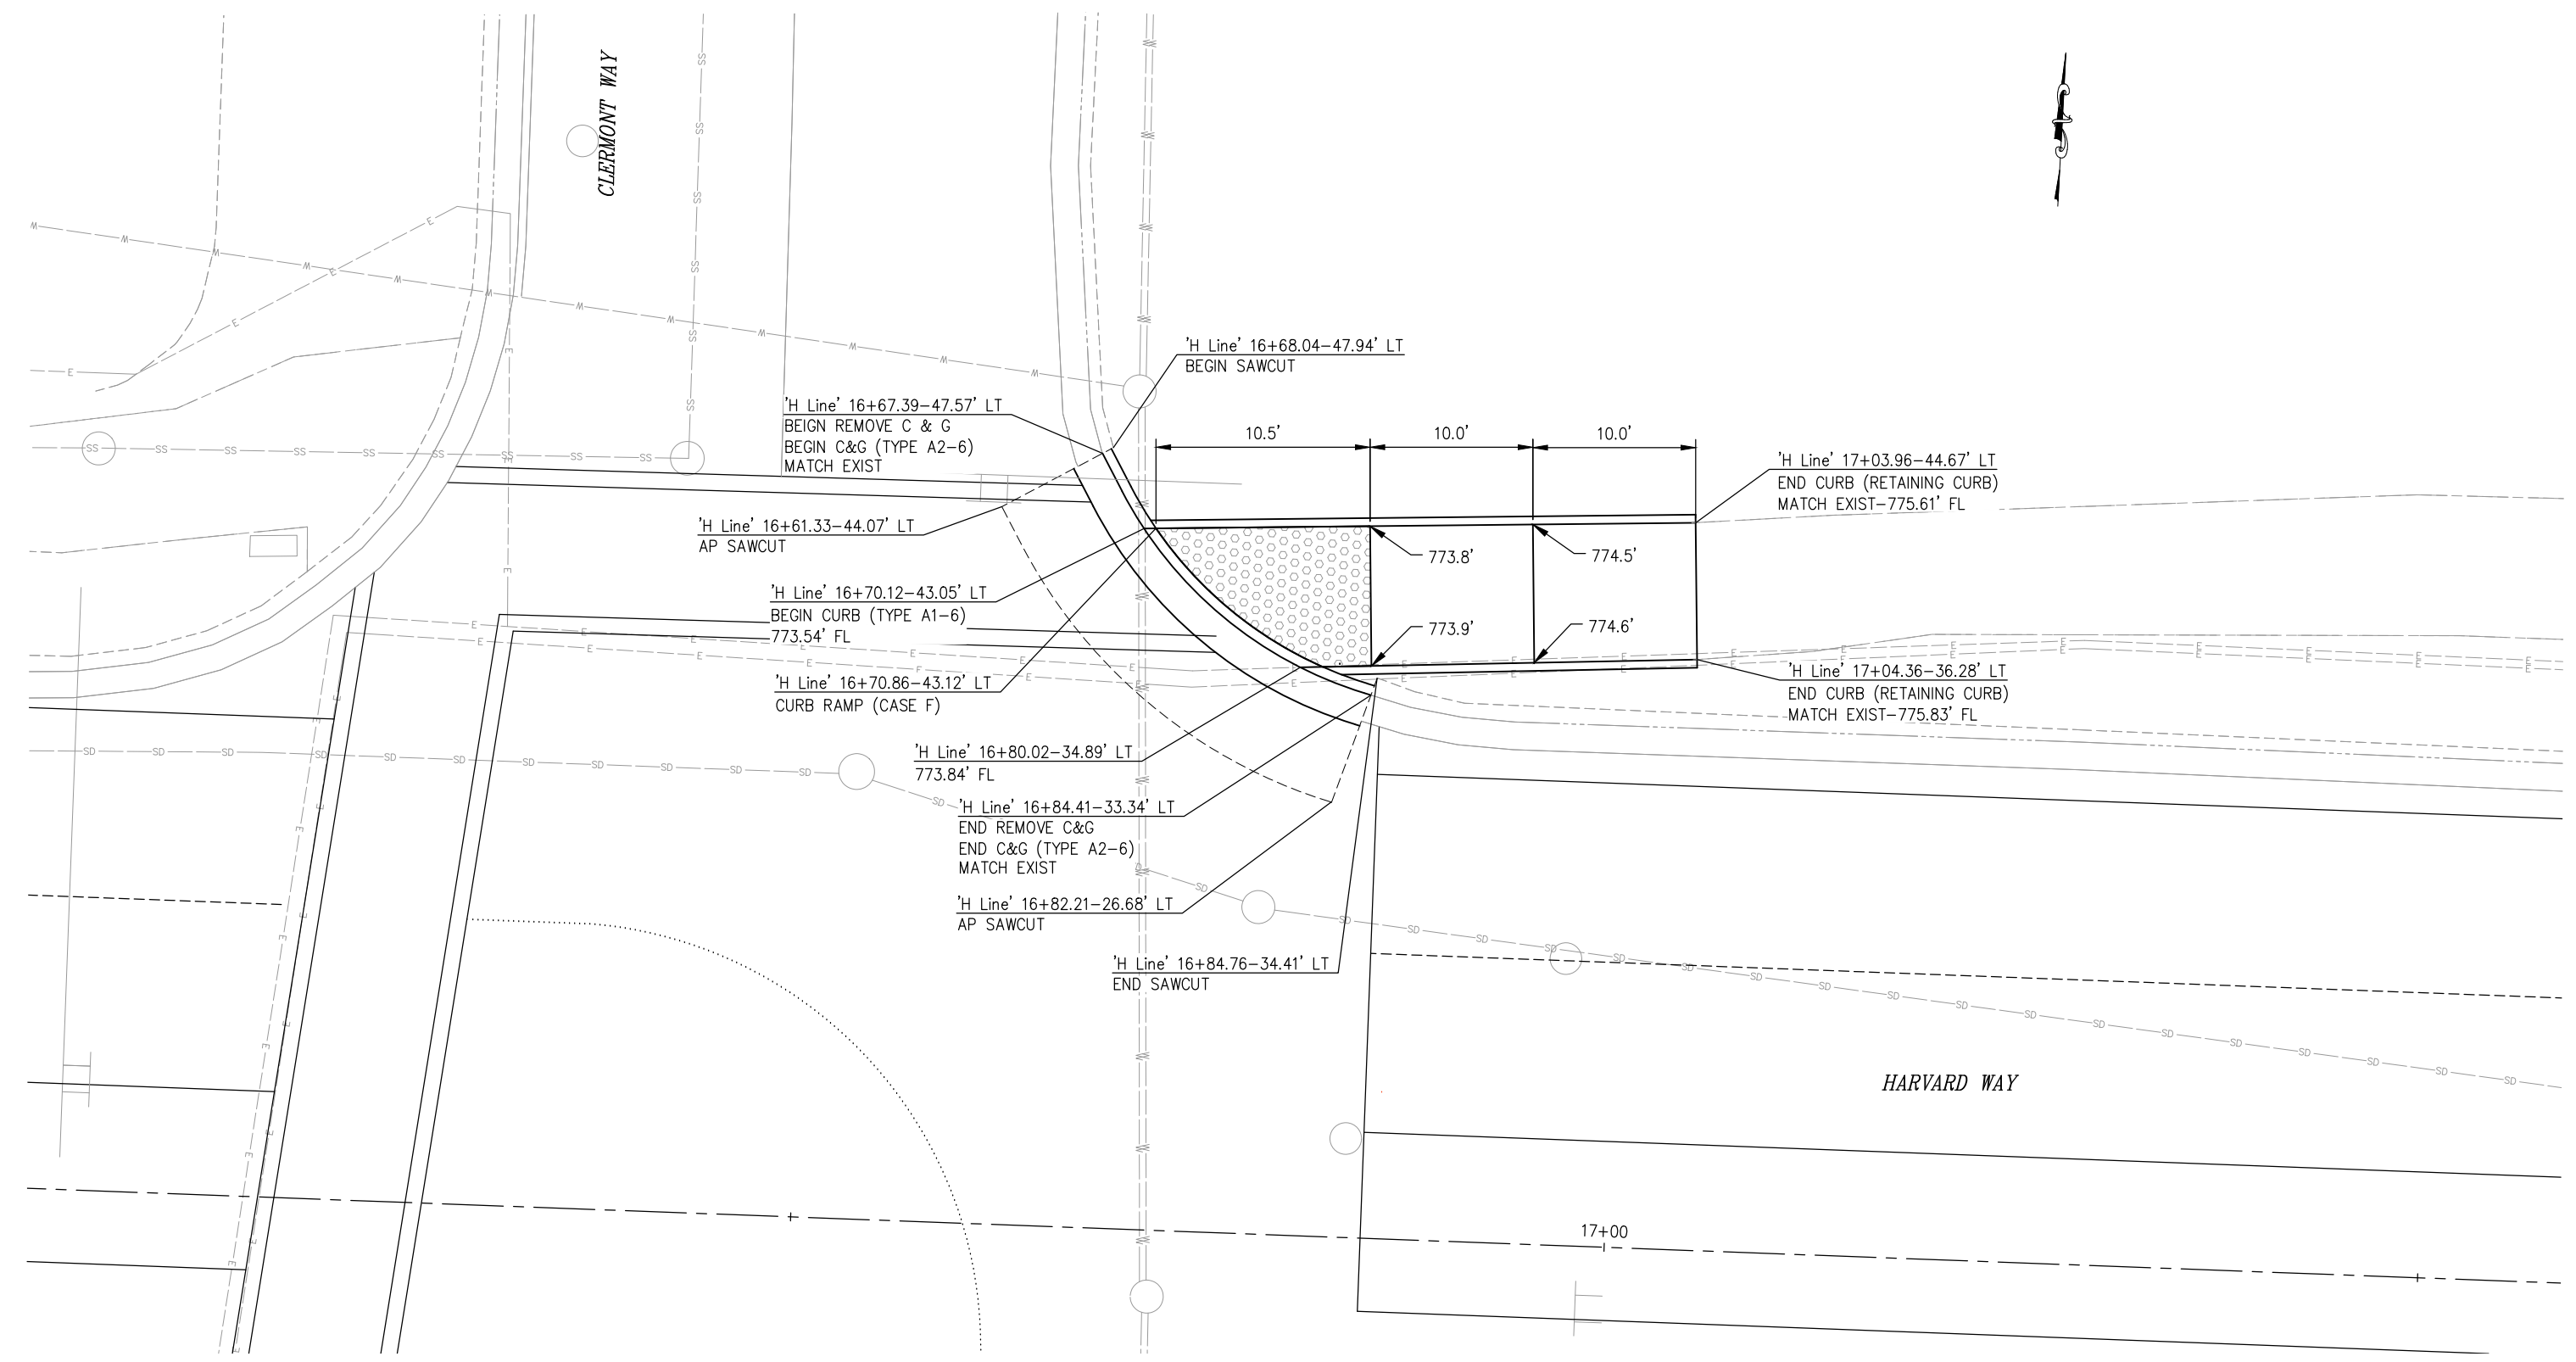 CLERMONT WAY
'H Line' 16+68.04-47.94' LT
BEGIN SAWCUT
'H Line' 16+67.39-47.57' LT
BEIGN REMOVE C & G
BEGIN C&G (TYPE A2-6)
MATCH EXIST
10.5'
10.0'
10.0'
'H Line' 17+03.96-44.67' LT
END CURB (RETAINING CURB)
MATCH EXIST-775.61' FL
'H Line' 16+61.33-44.07' LT
AP SAWCUT
773.8'
774.5'
'H Line' 16+70.12-43.05' LT
BEGIN CURB (TYPE A1-6)
773.54' FL
773.9'
774.6'
'H Line' 16+70.86-43.12' LT
CURB RAMP (CASE F)
'H Line' 17+04.36-36.28' LT
END CURB (RETAINING CURB)
MATCH EXIST-775.83' FL
'H Line' 16+80.02-34.89' LT
773.84' FL
'H Line' 16+84.41-33.34' LT
END REMOVE C&G
END C&G (TYPE A2-6)
MATCH EXIST
'H Line' 16+82.21-26.68' LT
AP SAWCUT
'H Line' 16+84.76-34.41' LT
END SAWCUT
HARVARD WAY
17+00